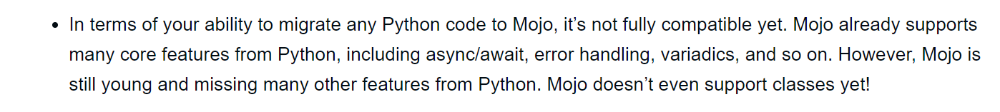 • In terms of your ability to migrate any Python code to Mojo, it’s not fully compatible yet. Mojo already supports
many core features from Python, including async/await, error handling, variadics, and so on. However, Mojo is
still young and missing many other features from Python. Mojo doesn’t even support classes yet!